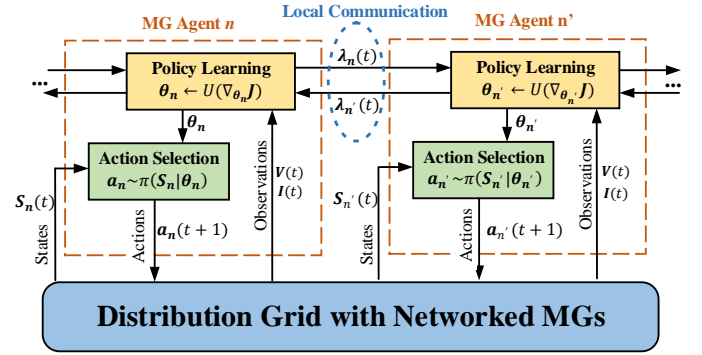 Local Communication
MG Agent n
MG Agent n'
λₙ(t)
...
Policy Learning
θₙ ← U(∇θₙ J)
Policy Learning
θₙ' ← U(∇θₙ' J)
...
λₙ'(t)
θₙ
θₙ'
Action Selection
aₙ~π(Sₙ|θₙ)
Observations
V(t)
I(t)
Action Selection
aₙ'~π(Sₙ'|θₙ')
Observations
V(t)
I(t)
Sₙ(t)
States
Actions
aₙ(t+1)
Sₙ'(t)
States
Actions
aₙ'(t+1)
Distribution Grid with Networked MGs